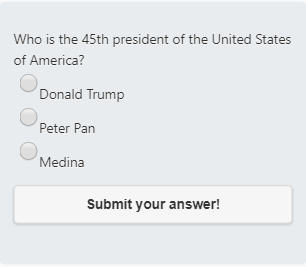 Who is the 45th president of the United States
of America?
Donald Trump
Peter Pan
Medina
Submit your answer!